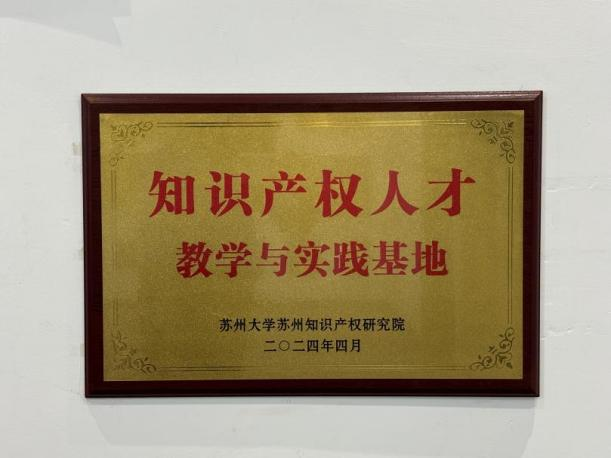 知识产权人才
教学与实践基地
苏州大学苏州知识产权研究院
二〇二四年四月